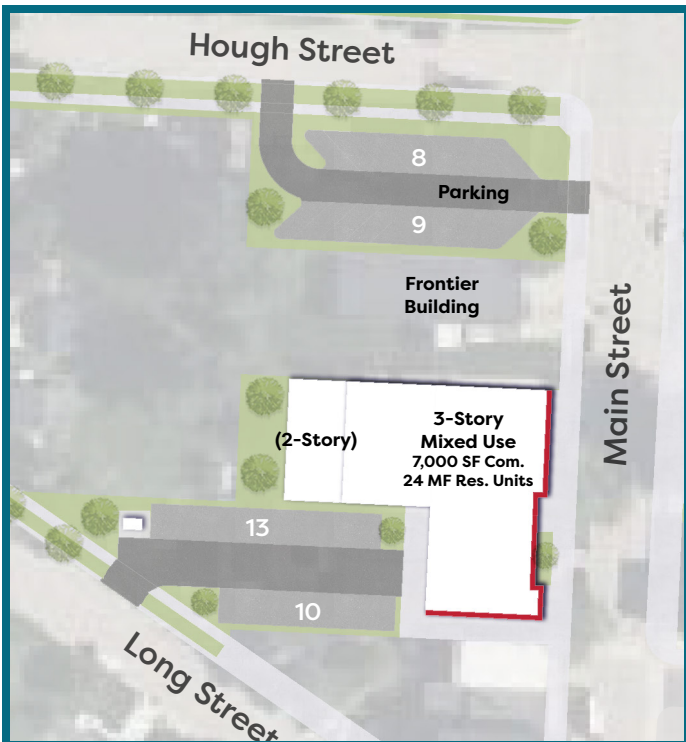 Hough Street
8
Parking
9
Frontier
Building
Main Street
(2-Story)
3-Story
Mixed Use
7,000 SF Com.
24 MF Res. Units
13
10
Long Street